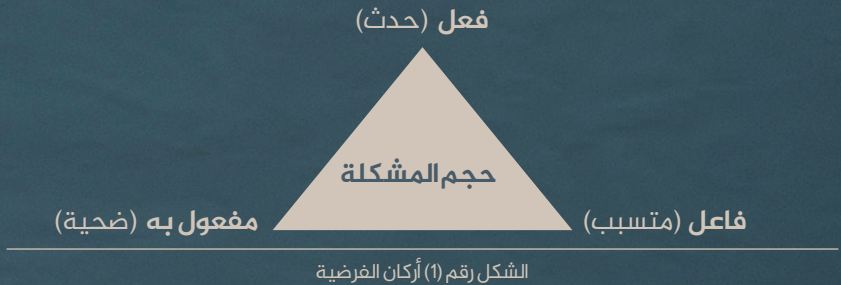 فعل (حدث)
حجم المشكلة
فاعل (متسبب)
مفعول به (ضحية)
الشكل رقم (1) أركان الفرضية